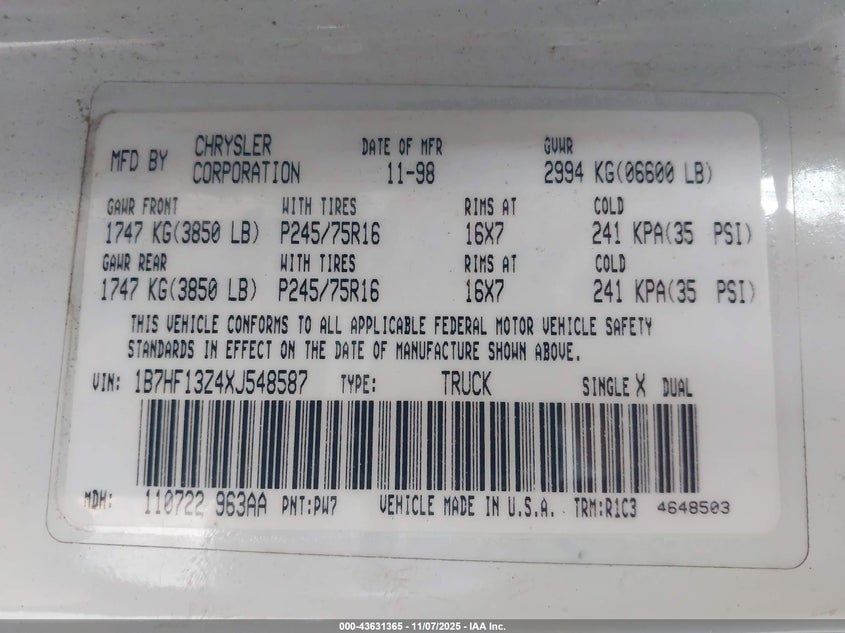 MFD BY CHRYSLER CORPORATION DATE OF MFR 11-98 GVWR 2994 KG(06600 LB)
GAWR FRONT WITH TIRES RIMS AT COLD
1747 KG(3850 LB) P245/75R16 16X7 241 KPA(35 PSI)
GAWR REAR WITH TIRES RIMS AT COLD
1747 KG(3850 LB) P245/75R16 16X7 241 KPA(35 PSI)
THIS VEHICLE CONFORMS TO ALL APPLICABLE FEDERAL MOTOR VEHICLE SAFETY
STANDARDS IN EFFECT ON THE DATE OF MANUFACTURE SHOWN ABOVE.
VIN: 1B7HF13Z4XJ548587 TYPE: TRUCK SINGLE X DUAL
MDH: 110722 963AA PNT:PW7 VEHICLE MADE IN U.S.A. TRM:R1C3 4648503
000-43631365 | 11/07/2025 - IAA Inc.